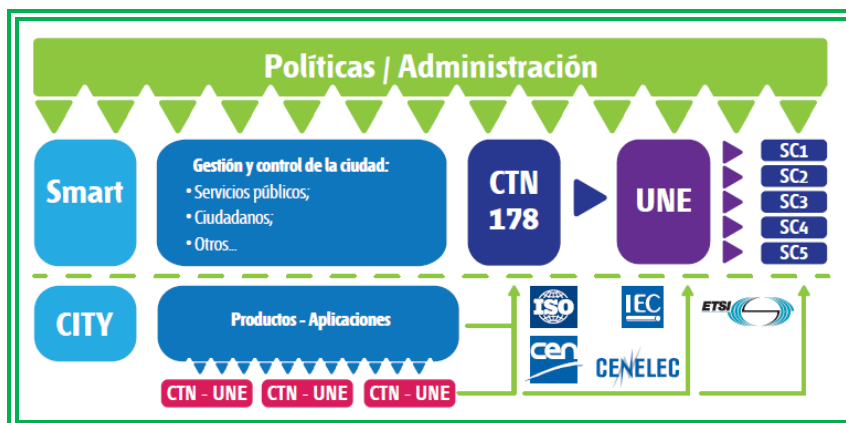 Políticas / Administración
Smart
Gestión y control de la ciudad:
• Servicios públicos;
• Ciudadanos;
• Otros...
CTN
178
UNE
SC1
SC2
SC3
SC4
SC5
CITY
Productos - Aplicaciones
CTN - UNE
CTN - UNE
CTN - UNE
ISO
IEC
ETSI
cen
CENELEC